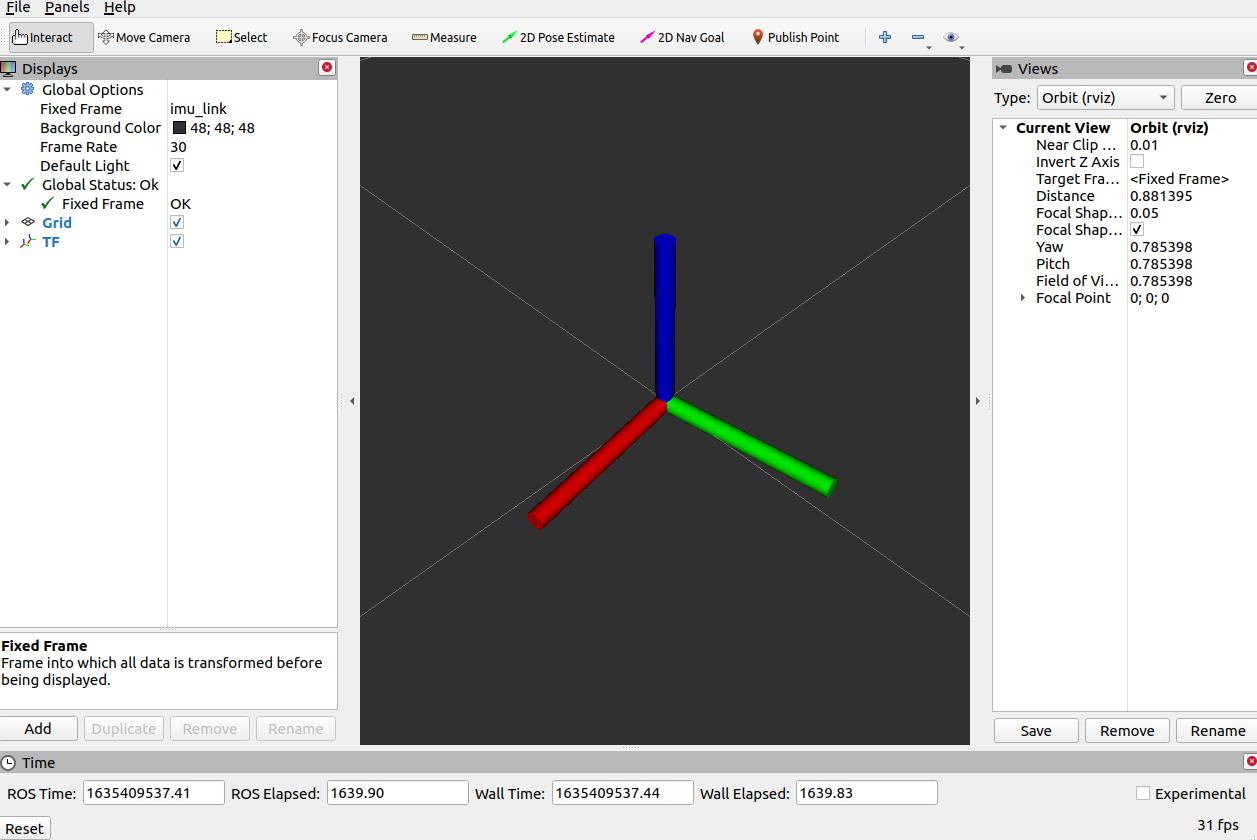 File Panels Help
Interact Move Camera Select Focus Camera Measure 2D Pose Estimate 2D Nav Goal Publish Point
Displays
Global Options
Fixed Frame imu_link
Background Color 48; 48; 48
Frame Rate 30
Default Light
Global Status: Ok
Fixed Frame OK
Grid
TF
Fixed Frame
Frame into which all data is transformed before
being displayed.
Add Duplicate Remove Rename
Views
Type: Orbit (rviz) Zero
Current View Orbit (rviz)
Near Clip ... 0.01
Invert Z Axis
Target Fra... <Fixed Frame>
Distance 0.881395
Focal Shap... 0.05
Focal Shap...
Yaw 0.785398
Pitch 0.785398
Field of Vi... 0.785398
Focal Point 0; 0; 0
Save Remove Rename
Time
ROS Time: 1635409537.41 ROS Elapsed: 1639.90 Wall Time: 1635409537.44 Wall Elapsed: 1639.83 Experimental
Reset 31 fps